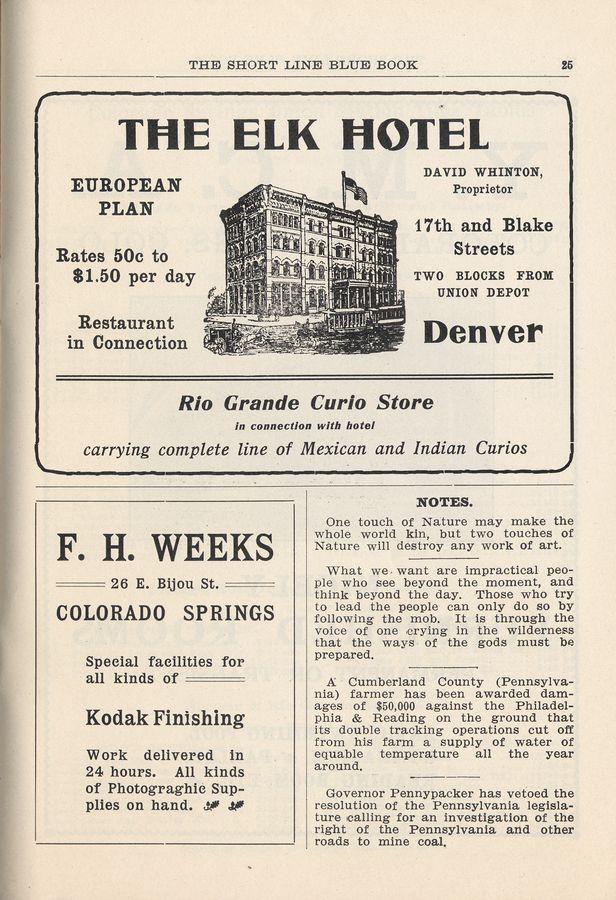 THE SHORT LINE BLUE BOOK 25
THE ELK HOTEL
EUROPEAN
PLAN
Rates 50c to
$1.50 per day
Restaurant
in Connection
DAVID WHINTON,
Proprietor
17th and Blake
Streets
TWO BLOCKS FROM
UNION DEPOT
Denver
Rio Grande Curio Store
in connection with hotel
carrying complete line of Mexican and Indian Curios
F. H. WEEKS
26 E. Bijou St.
COLORADO SPRINGS
Special facilities for
all kinds of
Kodak Finishing
Work delivered in
24 hours. All kinds
of Photograghic Sup-
plies on hand.
NOTES.
One touch of Nature may make the
whole world kin, but two touches of
Nature will destroy any work of art.
What we want are impractical peo-
ple who see beyond the moment, and
think beyond the day. Those who try
to lead the people can only do so by
following the mob. It is through the
voice of one crying in the wilderness
that the ways of the gods must be
prepared.
A Cumberland County (Pennsylva-
nia) farmer has been awarded dam-
ages of $50,000 against the Philadel-
phia & Reading on the ground that
its double tracking operations cut off
from his farm a supply of water of
equable temperature all the year
around.
Governor Pennypacker has vetoed the
resolution of the Pennsylvania legisla-
ture calling for an investigation of the
right of the Pennsylvania and other
roads to mine coal.